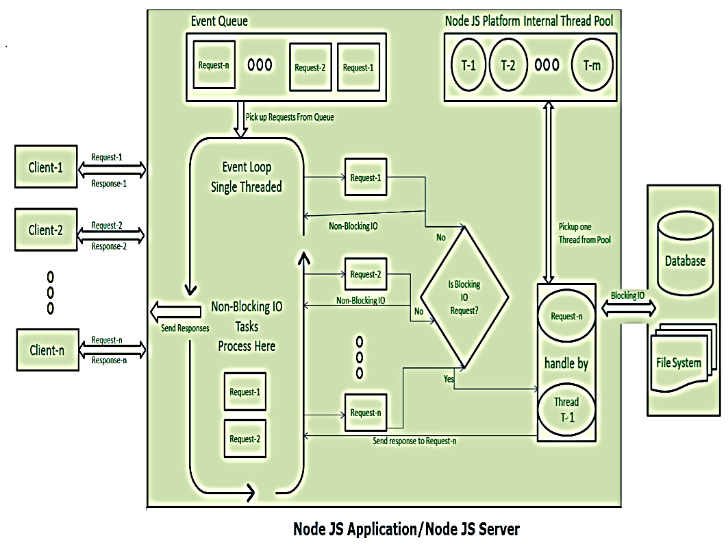 Event Queue
Node JS Platform Internal Thread Pool
Request-n
Request-2
Request-1
T-1
T-2
T-m
Pick up Requests From Queue
Client-1
Request-1
Response-1
Event Loop
Single Threaded
Request-1
Non-Blocking IO
No
Pickup one
Thread from Pool
Client-2
Request-2
Response-2
Database
Request-2
Non-Blocking IO
No
Is Blocking
IO
Request?
Blocking IO
Request-n
Send Responses
Non-Blocking IO
Tasks
Process Here
Client-n
Request-n
Response-n
File System
handle by
Yes
Request-1
Request-2
Request-n
Thread
T-1
Send response to Request-n
Node JS Application/Node JS Server